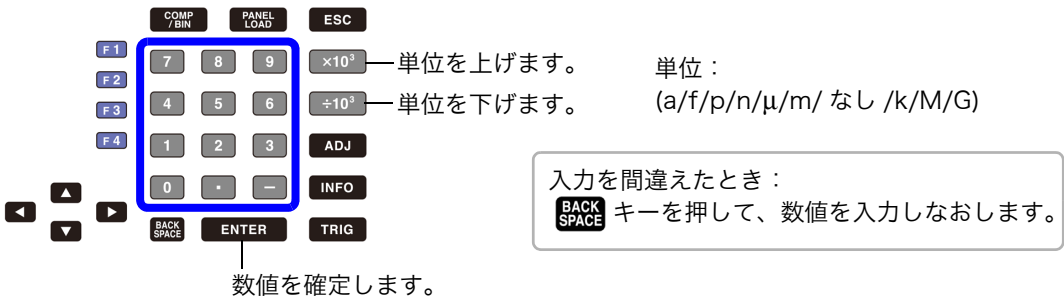 COMP
/BIN
PANEL
LOAD
ESC
F1
7 8 9 ×10³ 単位を上げます。
F2
4 5 6 ÷10³ 単位を下げます。
F3
F4
1 2 3 ADJ
0 . − INFO
BACK
SPACE
ENTER TRIG
数値を確定します。
単位：
(a/f/p/n/μ/m/ なし /k/M/G)
入力を間違えたとき：
BACK
SPACE キーを押して、数値を入力しなおします。